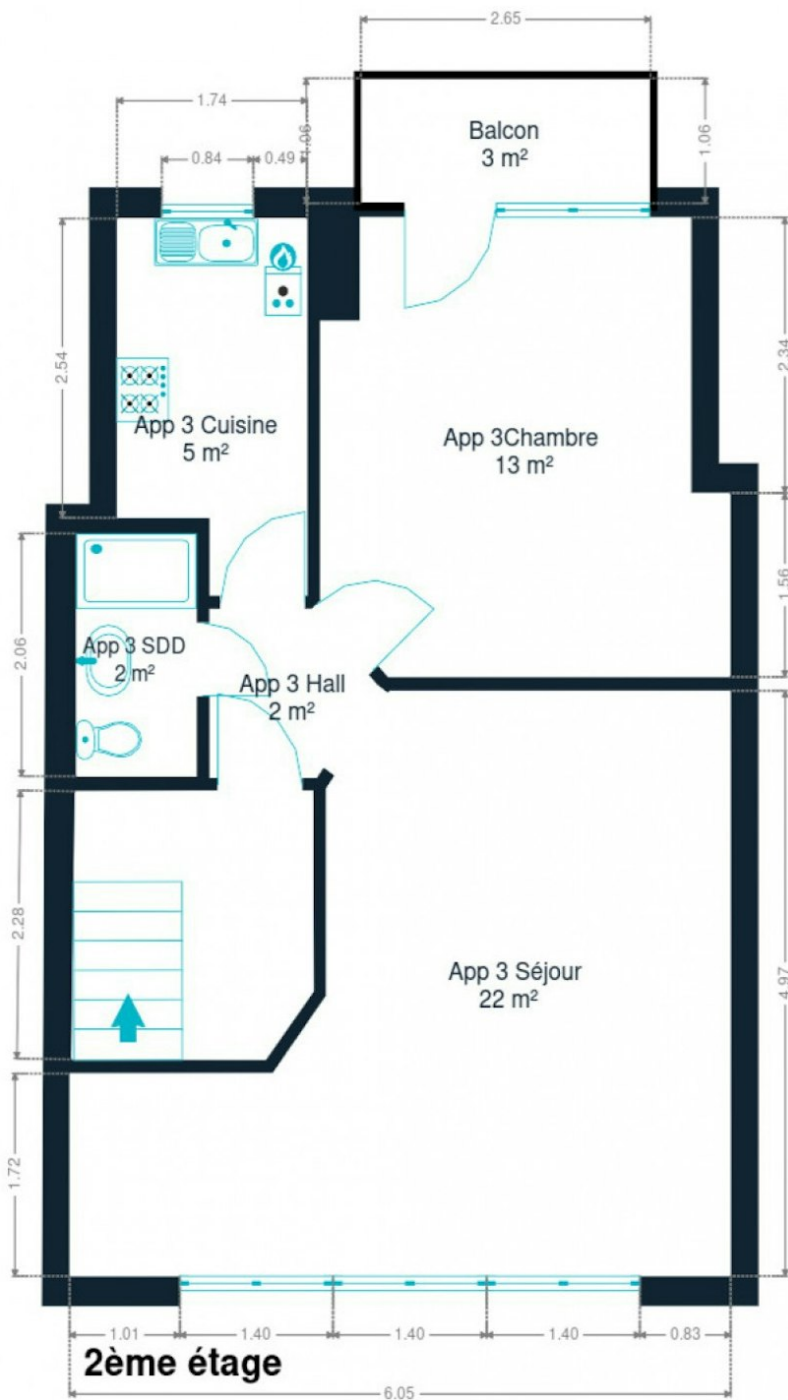 2.65
1.74
1.06
Balcon
3 m²
1.06
0.84
0.49
2.54
2.34
App 3 Cuisine
5 m²
App 3Chambre
13 m²
1.56
2.06
App 3 SDD
2 m²
App 3 Hall
2 m²
2.28
App 3 Séjour
22 m²
4.97
1.72
1.01
1.40
1.40
1.40
0.83
2ème étage
6.05